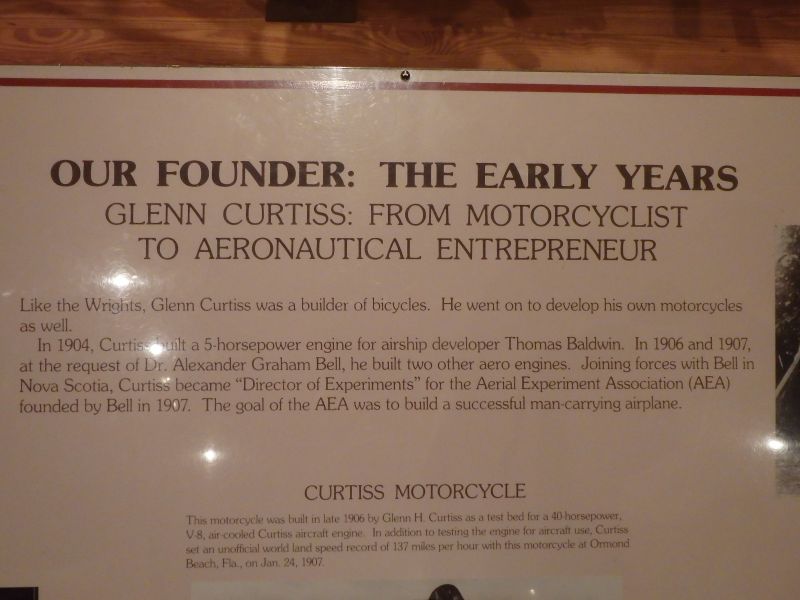 OUR FOUNDER: THE EARLY YEARS
GLENN CURTISS: FROM MOTORCYCLIST
TO AERONAUTICAL ENTREPRENEUR
Like the Wrights, Glenn Curtiss was a builder of bicycles. He went on to develop his own motorcycles
as well.
In 1904, Curtiss built a 5-horsepower engine for airship developer Thomas Baldwin. In 1906 and 1907,
at the request of Dr. Alexander Graham Bell, he built two other aero engines. Joining forces with Bell in
Nova Scotia, Curtiss became “Director of Experiments” for the Aerial Experiment Association (AEA)
founded by Bell in 1907. The goal of the AEA was to build a successful man-carrying airplane.
CURTISS MOTORCYCLE
This motorcycle was built in late 1906 by Glenn H. Curtiss as a test bed for a 40-horsepower,
V-8, air-cooled Curtiss aircraft engine. In addition to testing the engine for aircraft use, Curtiss
set an unofficial world land speed record of 137 miles per hour with this motorcycle at Ormond
Beach, Fla., on Jan. 24, 1907.